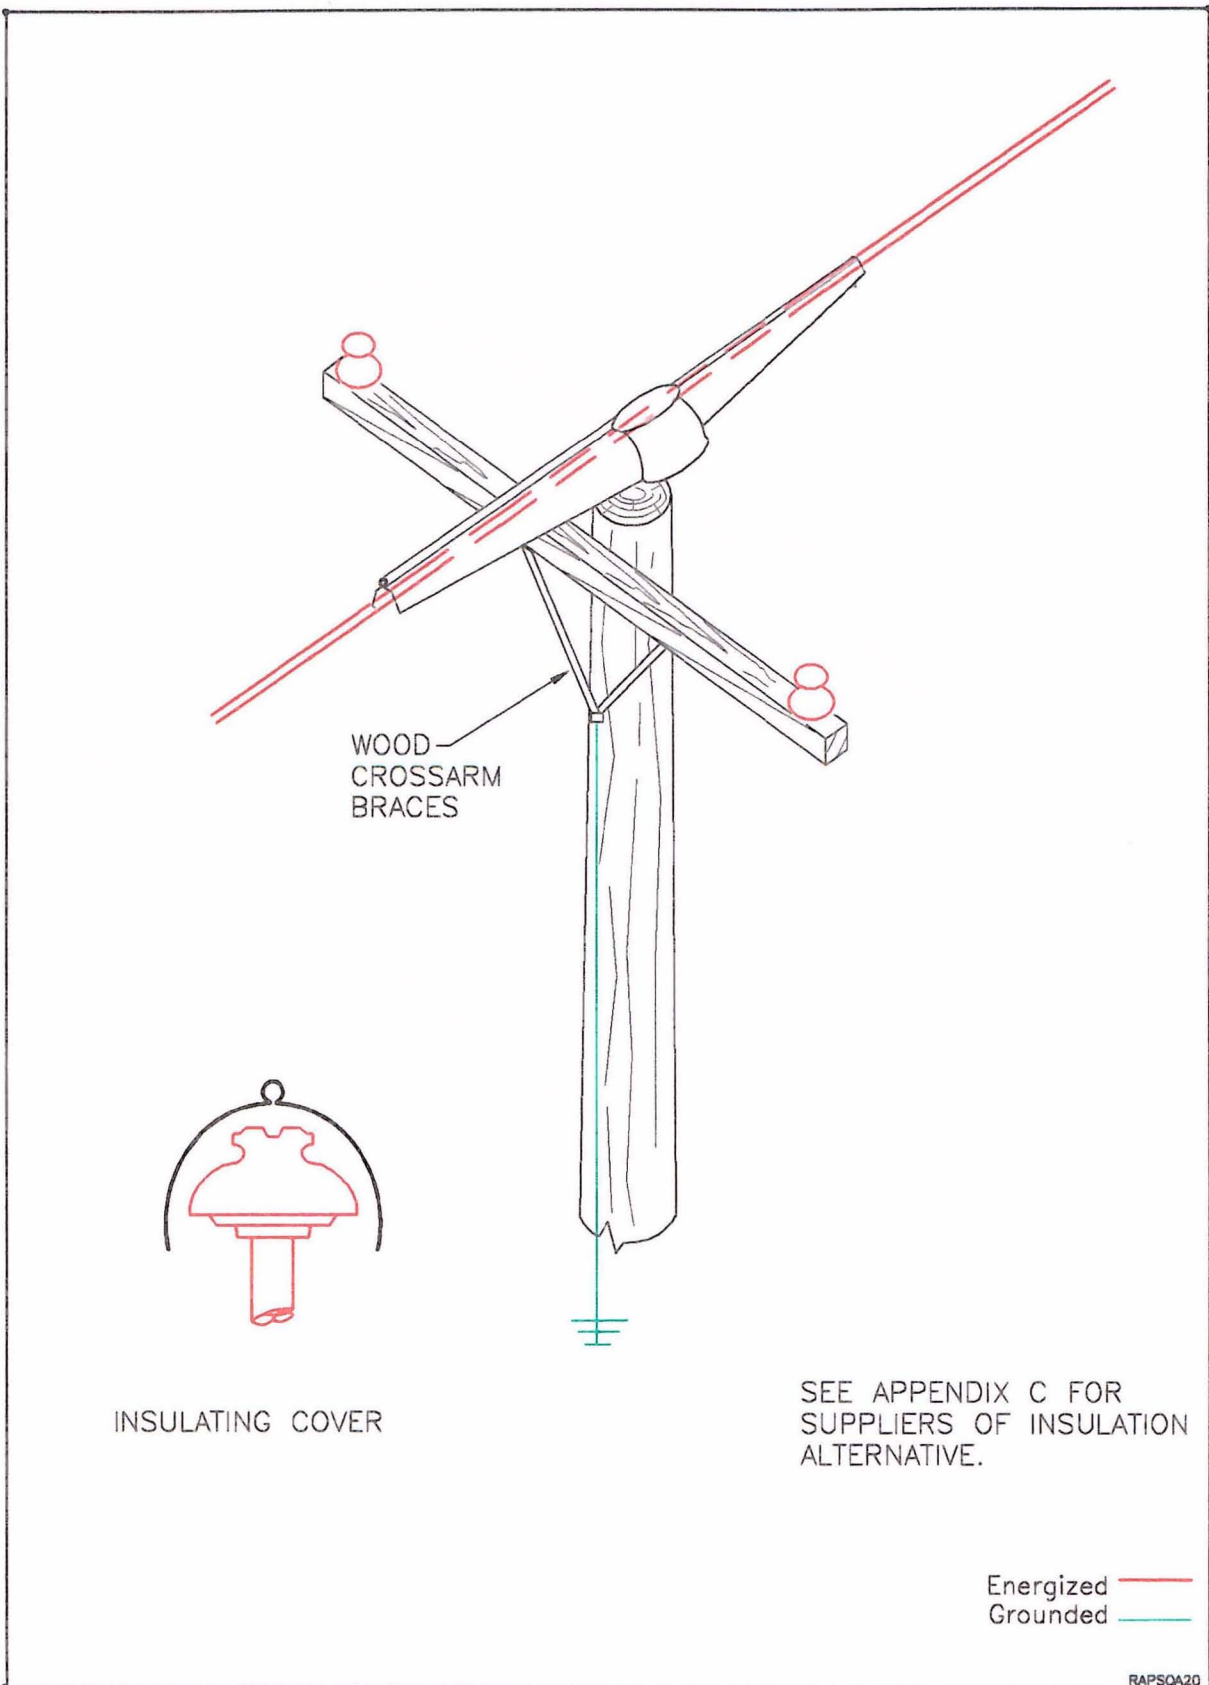 WOOD
CROSSARM
BRACES
INSULATING COVER
SEE APPENDIX C FOR
SUPPLIERS OF INSULATION
ALTERNATIVE.
Energized
Grounded
RAPSOA20